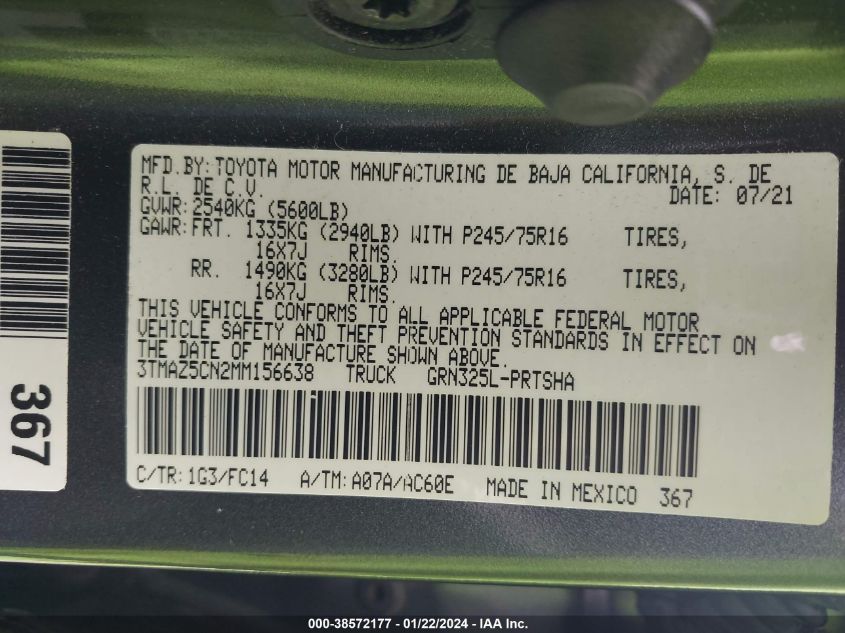 MFD.BY:TOYOTA MOTOR MANUFACTURING DE BAJA CALIFORNIA, S. DE
R.L. DE C.V.
DATE: 07/21
GVWR:2540KG (5600LB)
GAWR:FRT. 1335KG (2940LB) WITH P245/75R16 TIRES,
16X7J RIMS.
RR. 1490KG (3280LB) WITH P245/75R16 TIRES,
16X7J RIMS.
THIS VEHICLE CONFORMS TO ALL APPLICABLE FEDERAL MOTOR
VEHICLE SAFETY AND THEFT PREVENTION STANDARDS IN EFFECT ON
THE DATE OF MANUFACTURE SHOWN ABOVE.
3TMAZ5CN2MM156638 TRUCK GRN325L-PRTSHA
C/TR:1G3/FC14 A/TM:A07A/AC60E MADE IN MEXICO 367
367
000-38572177 - 01/22/2024 - IAA Inc.